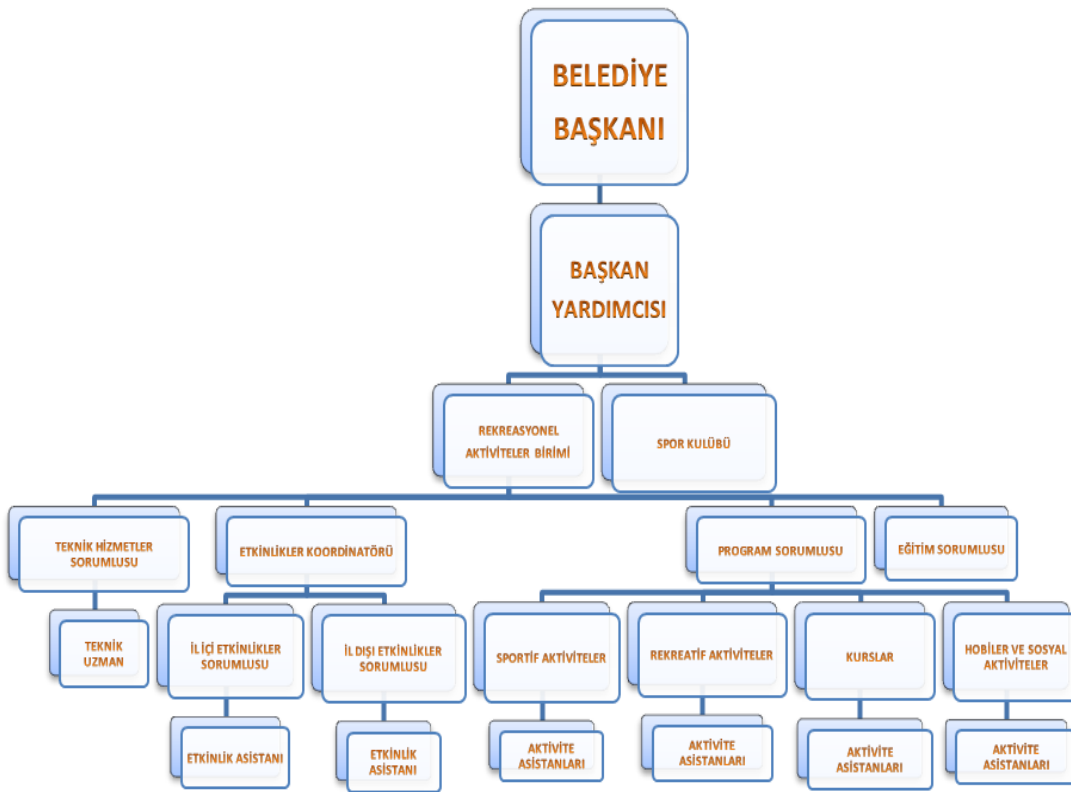 BELEDİYE
BAŞKANI
BAŞKAN
YARDIMCISI
REKREASYONEL
AKTİVİTELER BİRİMİ
SPOR KULÜBÜ
TEKNİK HİZMETLER
SORUMLUSU
ETKİNLİKLER KOORDİNATÖRÜ
PROGRAM SORUMLUSU
EĞİTİM SORUMLUSU
TEKNİK
UZMAN
İL İÇİ ETKİNLİKLER
SORUMLUSU
İL DIŞI ETKİNLİKLER
SORUMLUSU
SPORTİF AKTİVİTELER
REKREATİF AKTİVİTELER
KURSLAR
HOBİLER VE SOSYAL
AKTİVİTELER
ETKİNLİK ASİSTANI
ETKİNLİK
ASİSTANI
AKTİVİTE
ASİSTANLARI
AKTİVİTE
ASİSTANLARI
AKTİVİTE
ASİSTANLARI
AKTİVİTE
ASİSTANLARI